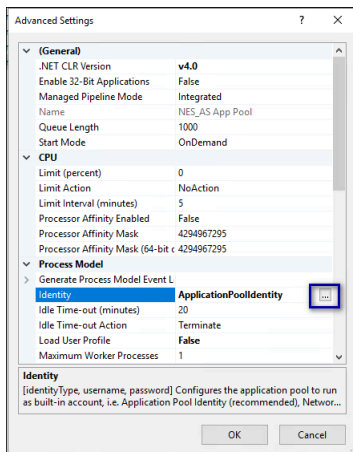 Advanced Settings ? ×
(General)
.NET CLR Version v4.0
Enable 32-Bit Applications False
Managed Pipeline Mode Integrated
Name NES_AS App Pool
Queue Length 1000
Start Mode OnDemand
CPU
Limit (percent) 0
Limit Action NoAction
Limit Interval (minutes) 5
Processor Affinity Enabled False
Processor Affinity Mask 4294967295
Processor Affinity Mask (64-bit c 4294967295
Process Model
Generate Process Model Event L
Identity ApplicationPoolIdentity ...
Idle Time-out (minutes) 20
Idle Time-out Action Terminate
Load User Profile False
Maximum Worker Processes 1
Identity
[identityType, username, password] Configures the application pool to run
as built-in account, i.e. Application Pool Identity (recommended), Networ...
OK Cancel